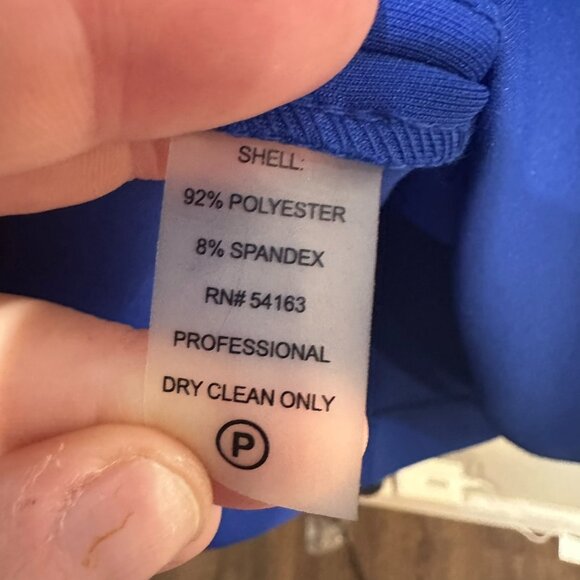 SHELL:
92% POLYESTER
8% SPANDEX
RN# 54163
PROFESSIONAL
DRY CLEAN ONLY
P